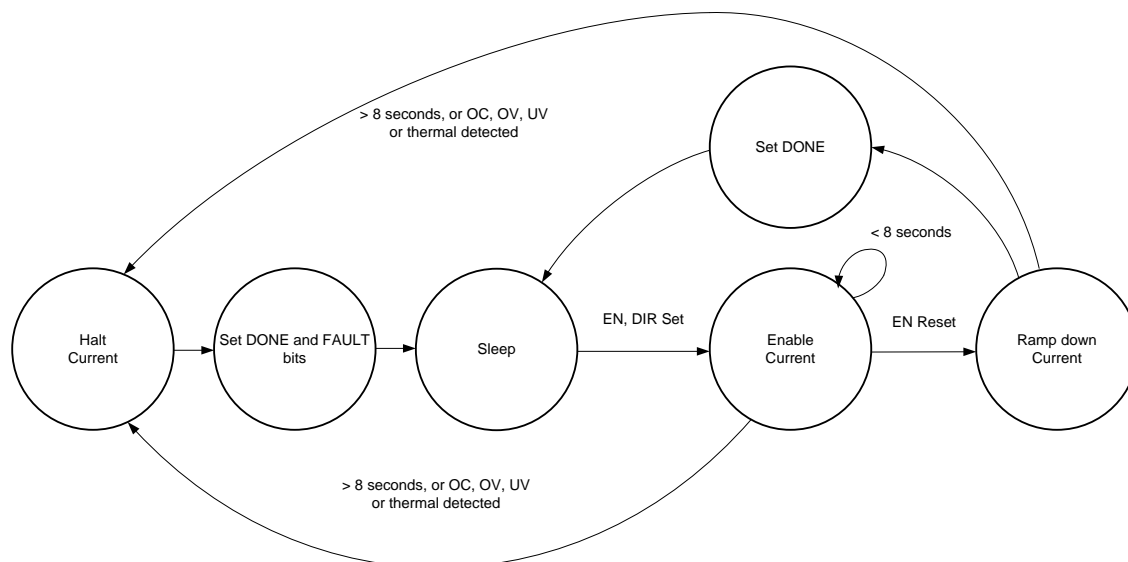 > 8 seconds, or OC, OV, UV
or thermal detected
Set DONE
< 8 seconds
Halt
Current
Set DONE and FAULT
bits
Sleep
EN, DIR Set
Enable
Current
EN Reset
Ramp down
Current
> 8 seconds, or OC, OV, UV
or thermal detected